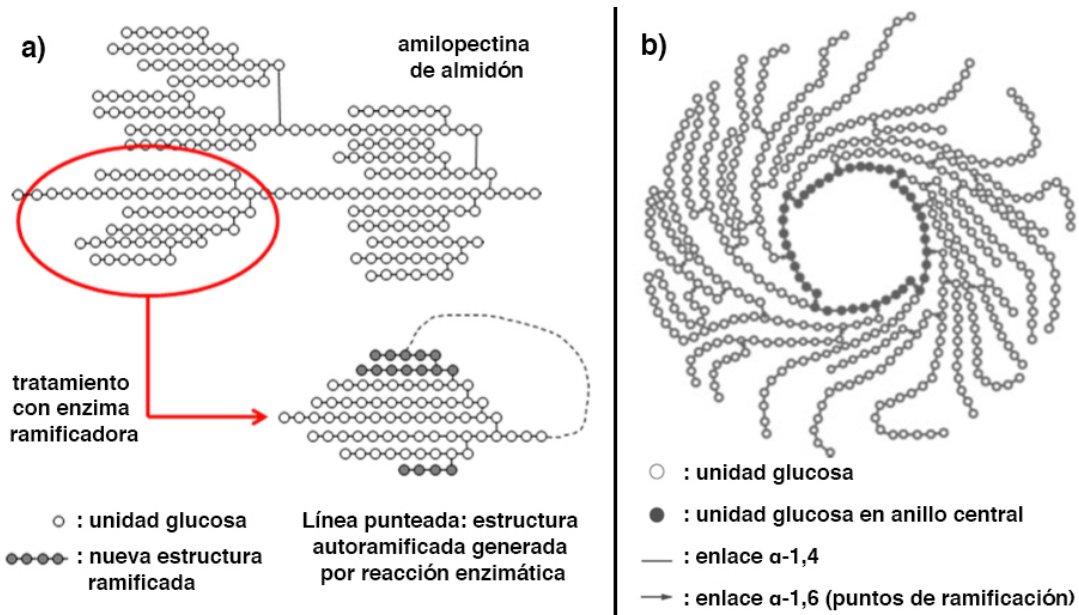 a)
amilopectina
de almidón
tratamiento
con enzima
ramificadora
: unidad glucosa
: nueva estructura
ramificada
Línea punteada: estructura
autoramificada generada
por reacción enzimática
b)
: unidad glucosa
: unidad glucosa en anillo central
: enlace α-1,4
: enlace α-1,6 (puntos de ramificación)